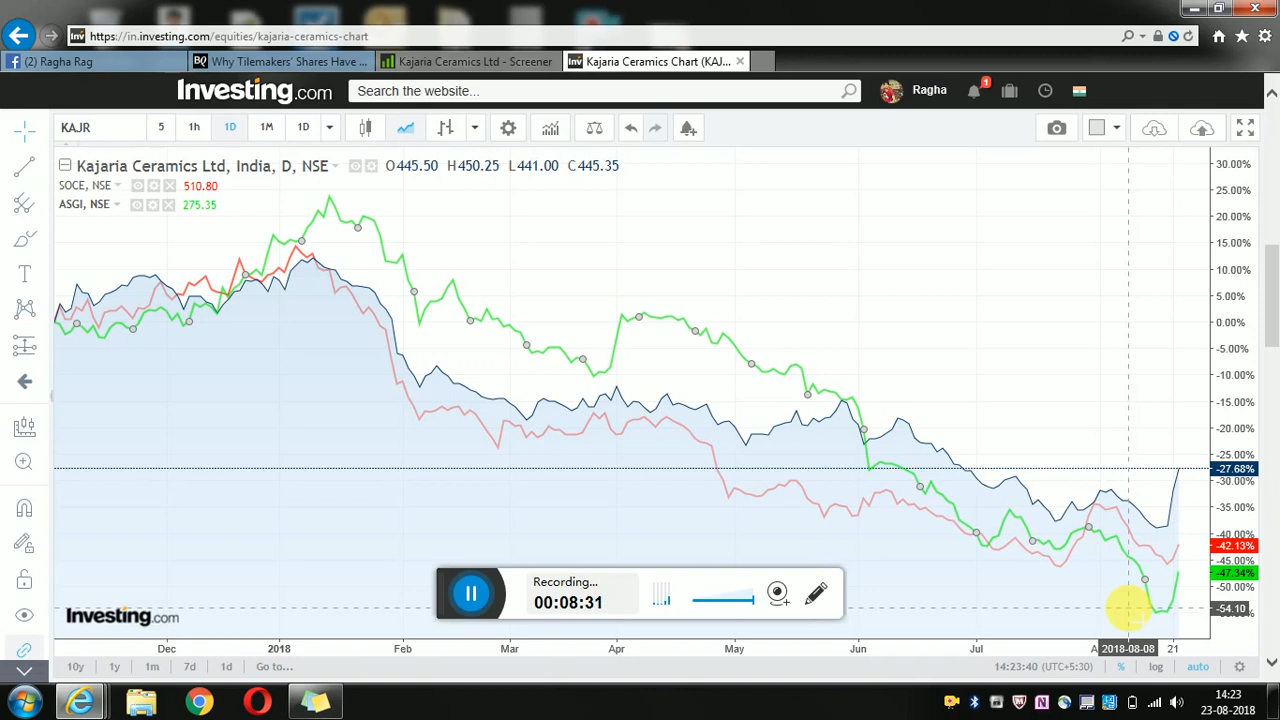 https://in.investing.com/equities/kajaria-ceramics-chart
(2) Ragha Rag
BQ Why Tilemakers' Shares Have ...
Kajaria Ceramics Ltd - Screener
Inv Kajaria Ceramics Chart (KAJ...
Investing.com
Search the website...
Ragha
1
KAJR 5 1h 1D 1M 1D
Kajaria Ceramics Ltd, India, D, NSE O445.50 H450.25 L441.00 C445.35
SOCE, NSE 510.80
ASGI, NSE 275.35
30.00%
25.00%
20.00%
15.00%
10.00%
5.00%
0.00%
-5.00%
-10.00%
-15.00%
-20.00%
-25.00%
-27.68%
-30.00%
-35.00%
-40.00%
-42.13%
-45.00%
-47.34%
-50.00%
-54.10
Recording...
00:08:31
Investing.com
Dec 2018 Feb Mar Apr May Jun Jul 2018-08-08 21
10y 1y 1m 7d 1d Go to... 14:23:40 (UTC+5:30) % log auto
14:23
23-08-2018